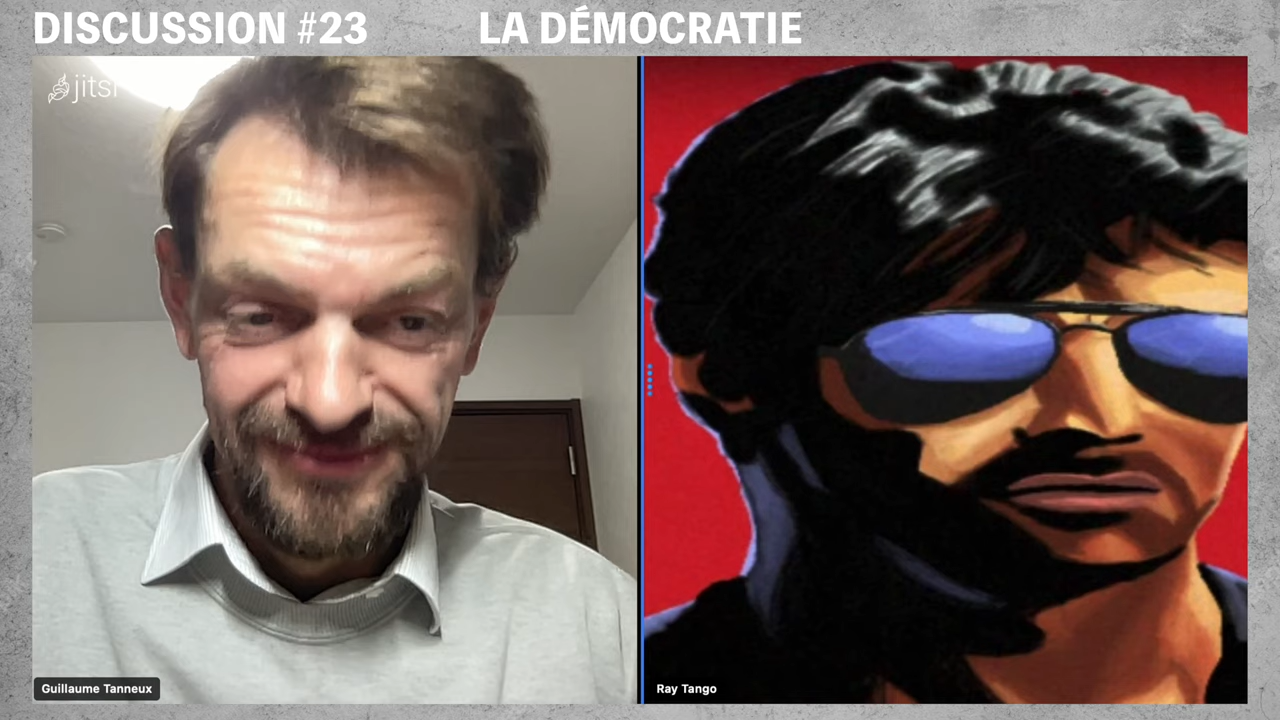 DISCUSSION #23
LA DÉMOCRATIE
jitsi
Guillaume Tanneux
Ray Tango